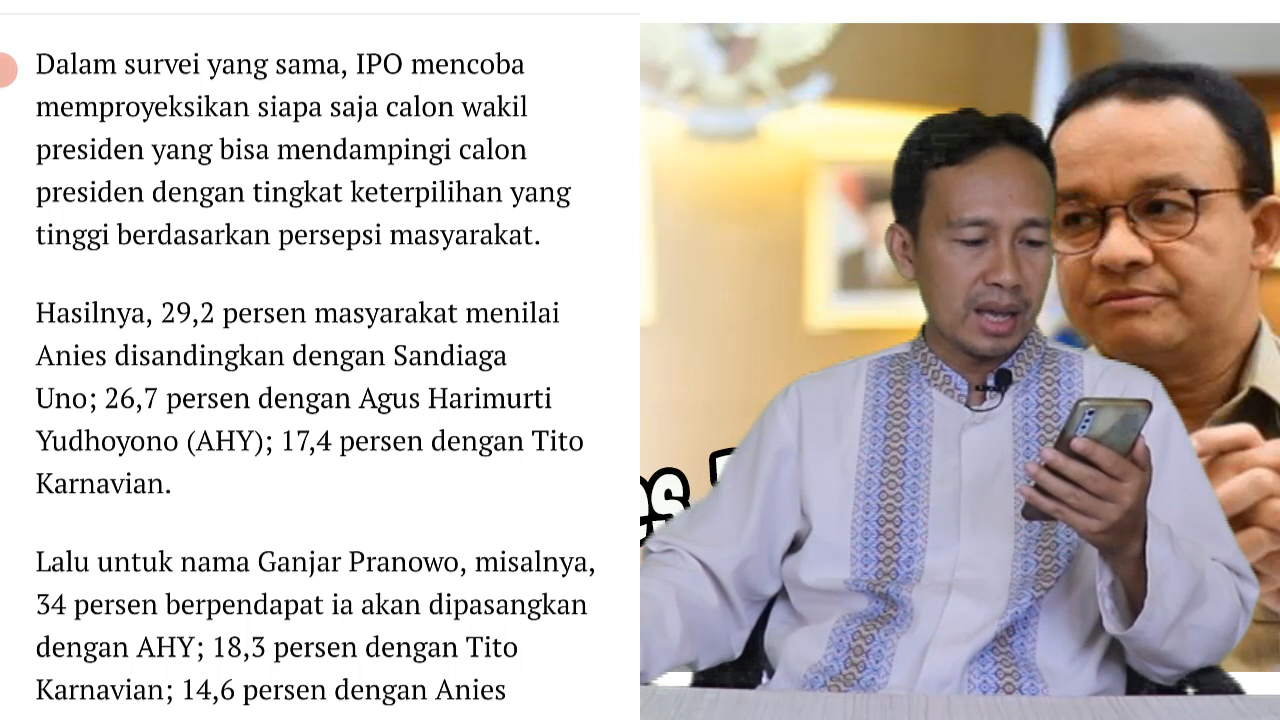 Dalam survei yang sama, IPO mencoba
memproyeksikan siapa saja calon wakil
presiden yang bisa mendampingi calon
presiden dengan tingkat keterpilihan yang
tinggi berdasarkan persepsi masyarakat.
Hasilnya, 29,2 persen masyarakat menilai
Anies disandingkan dengan Sandiaga
Uno; 26,7 persen dengan Agus Harimurti
Yudhoyono (AHY); 17,4 persen dengan Tito
Karnavian.
Lalu untuk nama Ganjar Pranowo, misalnya,
34 persen berpendapat ia akan dipasangkan
dengan AHY; 18,3 persen dengan Tito
Karnavian; 14,6 persen dengan Anies